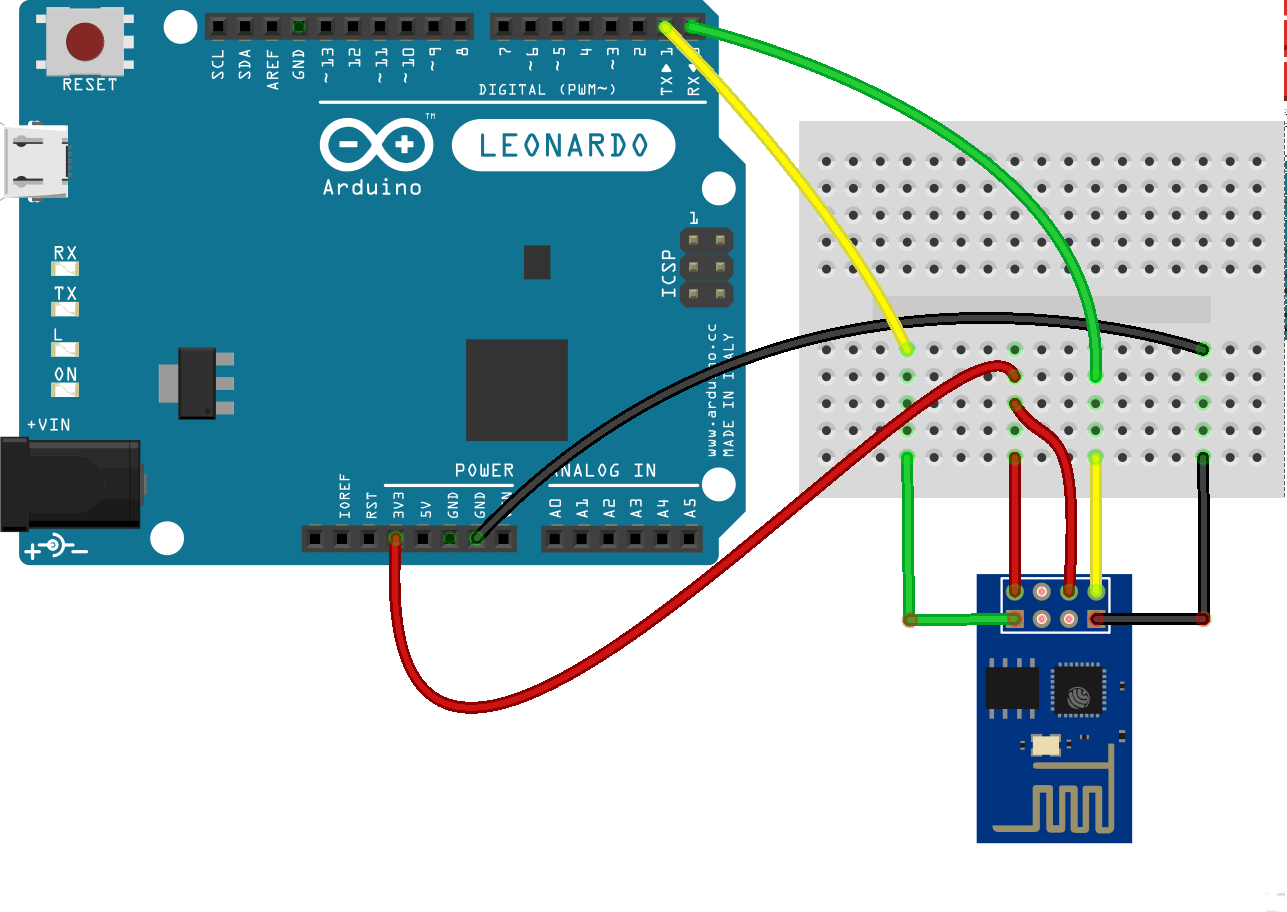 RESET
SCL SDA AREF GND ~13 12 ~11 ~10 ~9 8 7 ~6 ~5 4 ~3 2 TX▶1 RX◀
DIGITAL (PWM~)
LEONARDO
TM
Arduino
1
ICSP
RX
TX
L
ON
+VIN
www.arduino.cc
MADE IN ITALY
POWER
ANALOG IN
IOREF RST 3V3 5V GND GND VIN A0 A1 A2 A3 A4 A5
+ -